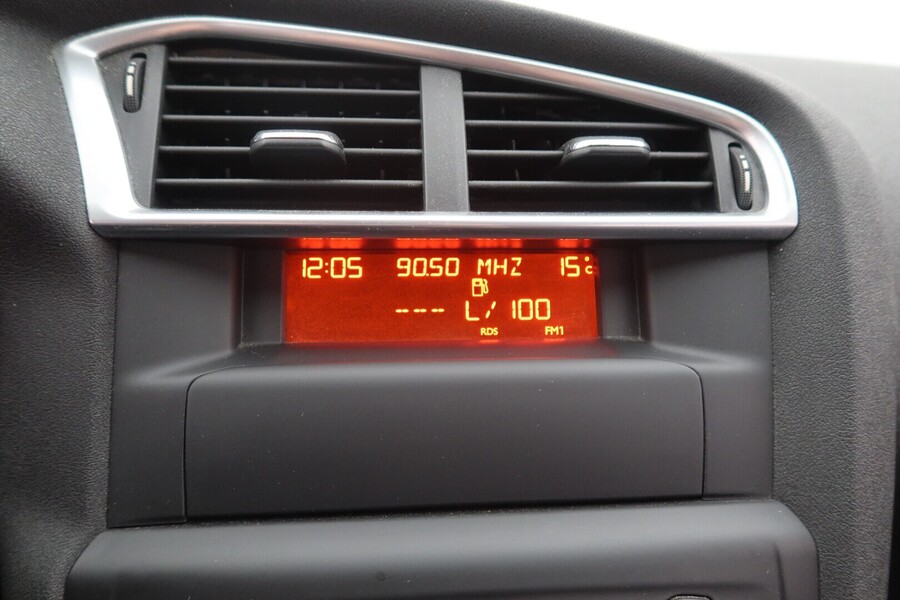 12:05 90.50 MHZ 15°C
---- L/100
RDS FM1